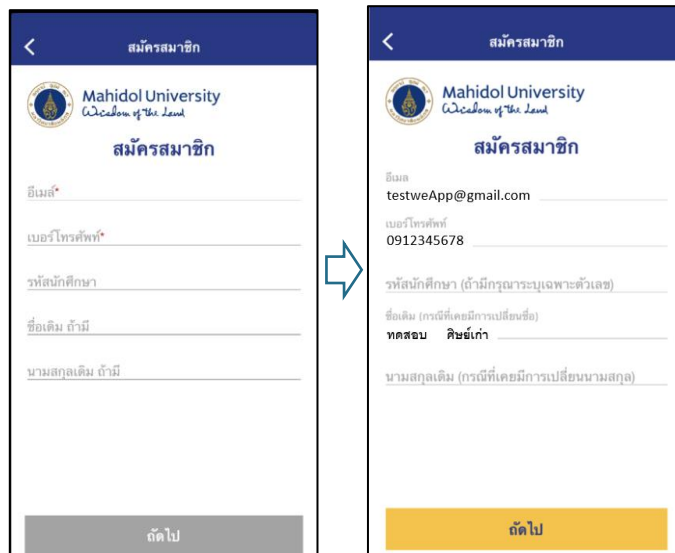 สมัครสมาชิก
Mahidol University
Wisdom of the Land
สมัครสมาชิก
อีเมล์*
เบอร์โทรศัพท์*
รหัสนักศึกษา
ชื่อเดิม ถ้ามี
นามสกุลเดิม ถ้ามี
ถัดไป
สมัครสมาชิก
Mahidol University
Wisdom of the Land
สมัครสมาชิก
อีเมล
testweApp@gmail.com
เบอร์โทรศัพท์
0912345678
รหัสนักศึกษา (ถ้ามีกรุณาระบุเฉพาะตัวเลข)
ชื่อเดิม (กรณีที่เคยมีการเปลี่ยนชื่อ)
ทดสอบ ศิษย์เก่า
นามสกุลเดิม (กรณีที่เคยมีการเปลี่ยนนามสกุล)
ถัดไป